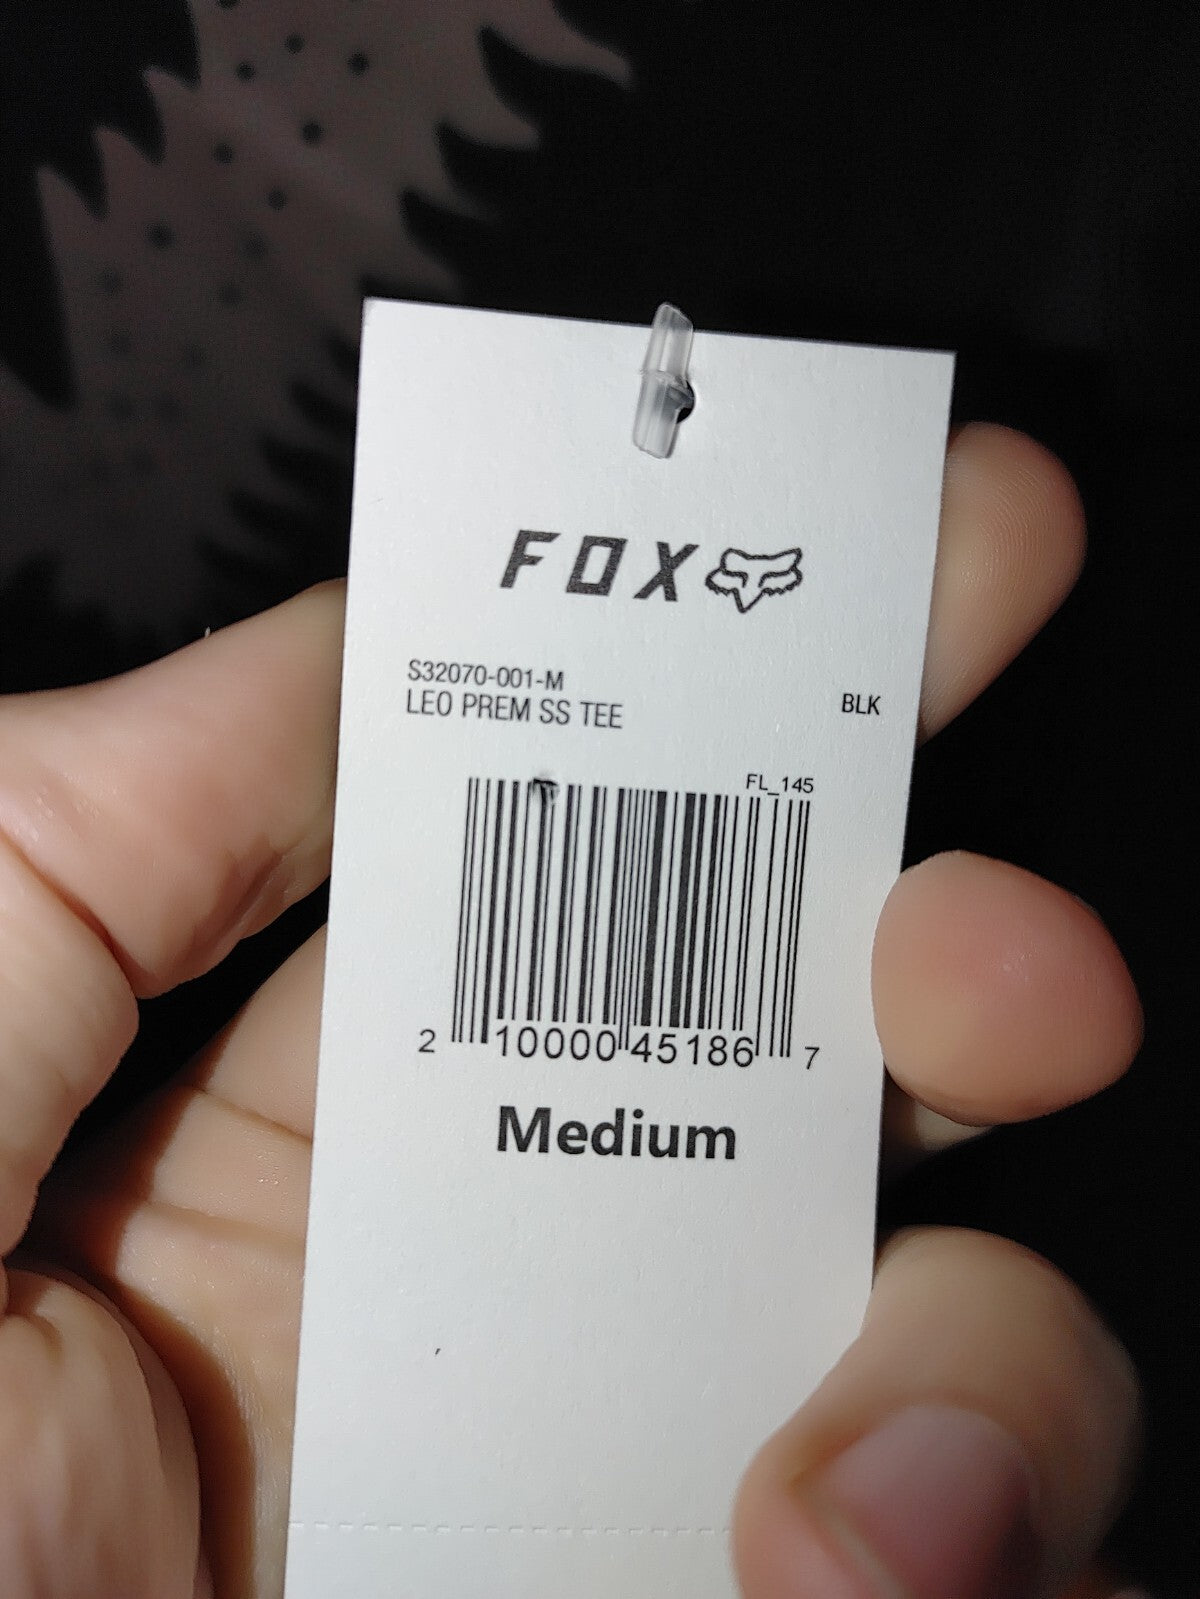 FOX
S32070-001-M
LEO PREM SS TEE
BLK
FL_145
2 10000 45186 7
Medium